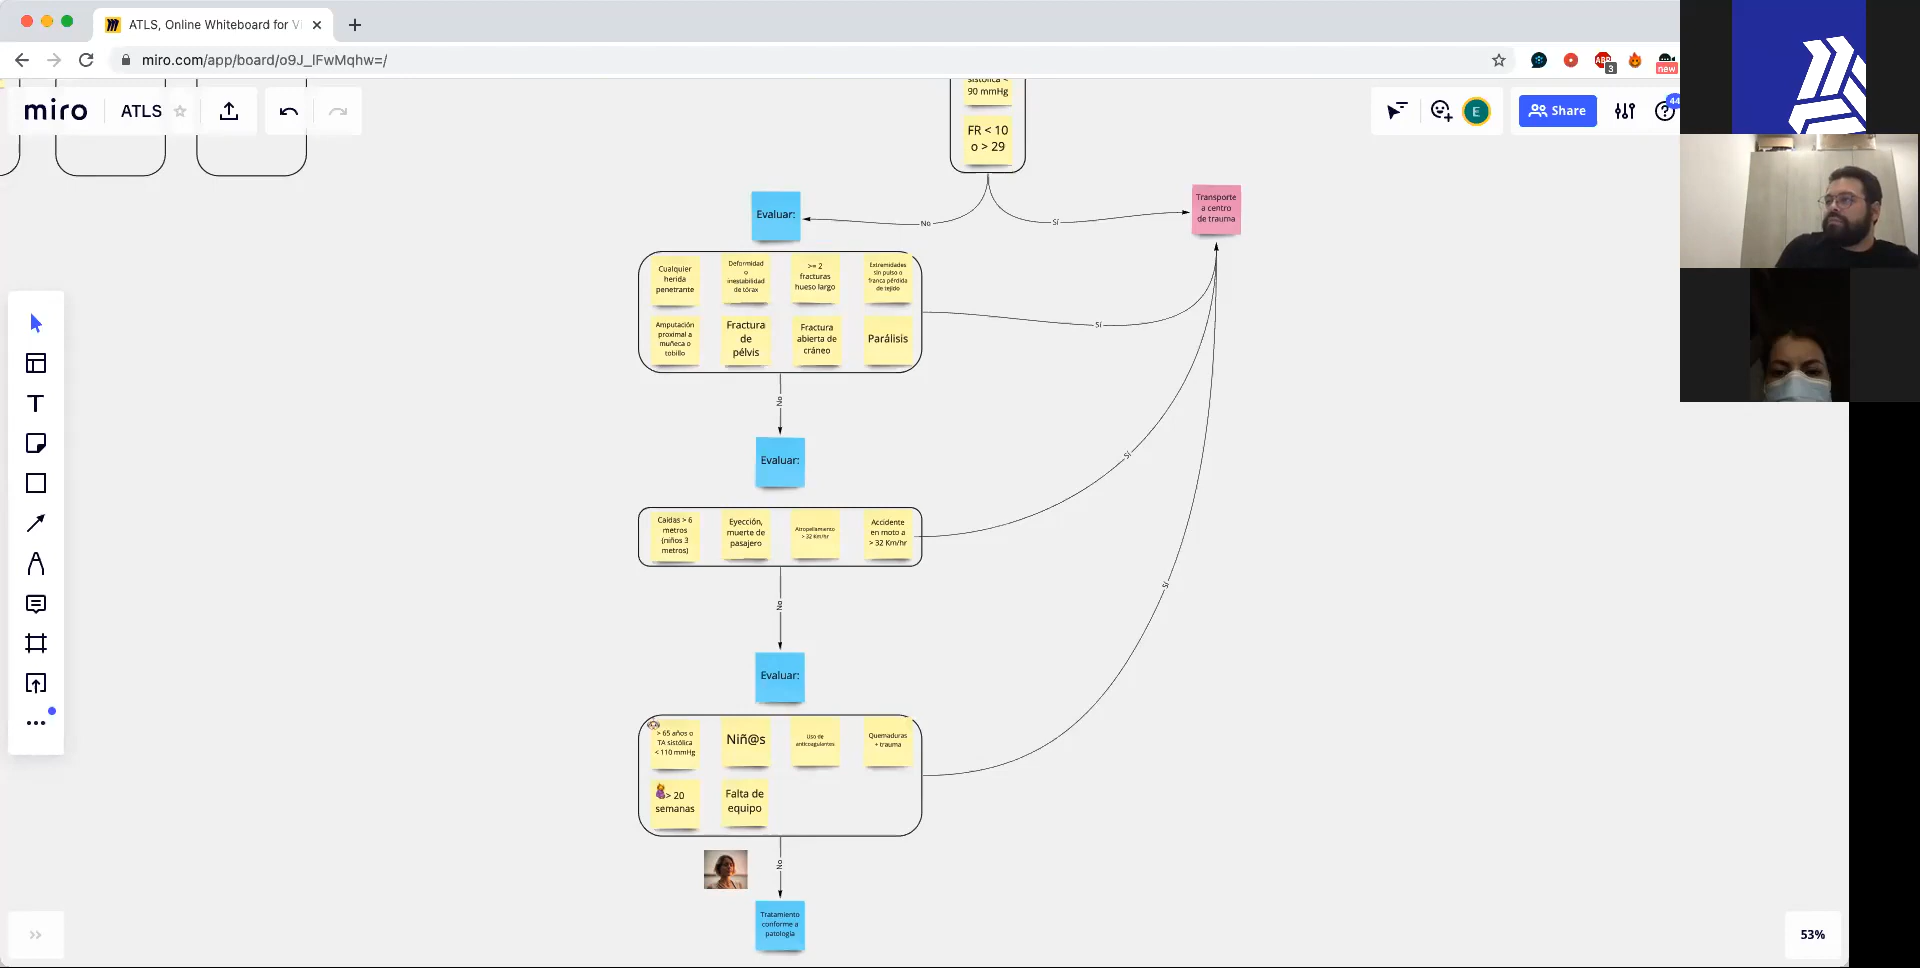 ATLS, Online Whiteboard for Vi
miro.com/app/board/o9J_lFwMqhw=/
ABP
3
new
miro
ATLS
E
Share
44
sistólica <
90 mmHg
FR < 10
o > 29
Evaluar:
No
Sí
Transporte
a centro
de trauma
Cualquier
herida
penetrante
Deformidad
o
inestabilidad
de tórax
>= 2
fracturas
hueso largo
Extremidades
sin pulso o
franca pérdida
de tejido
Amputación
proximal a
muñeca o
tobillo
Fractura
de
pélvis
Fractura
abierta de
cráneo
Parálisis
Sí
No
Evaluar:
Sí
Caídas > 6
metros
(niños 3
metros)
Eyección,
muerte de
pasajero
Atropellamiento
> 32 Km/hr
Accidente
en moto a
> 32 Km/hr
No
Sí
Evaluar:
> 65 años o
TA sistólica
< 110 mmHg
Niñ@s
Uso de
anticoagulantes
Quemaduras
+ trauma
> 20
semanas
Falta de
equipo
No
Tratamiento
conforme a
patología
53%